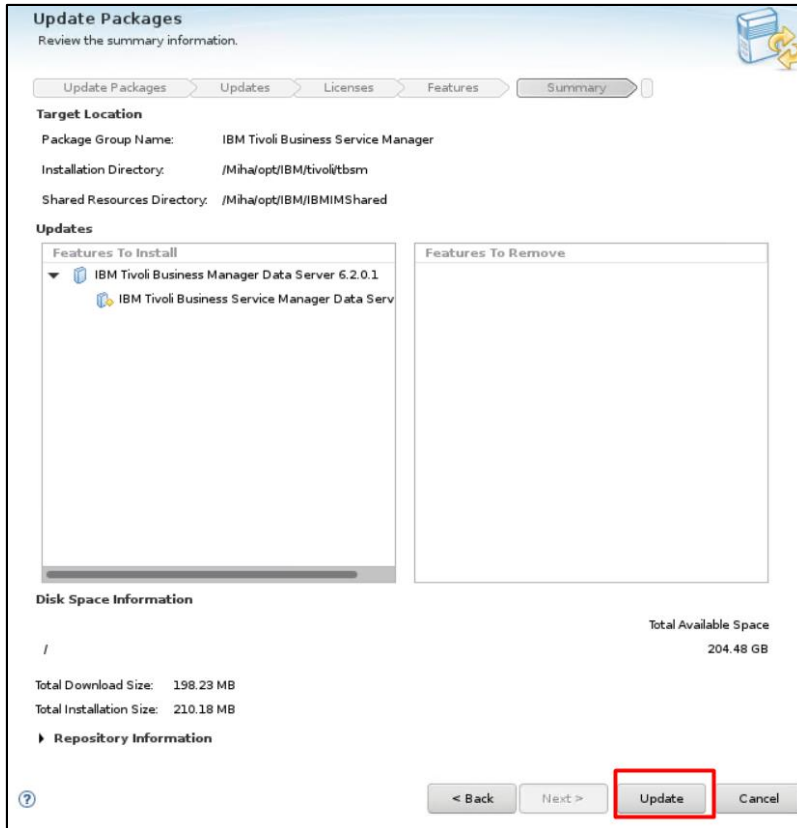 Update Packages
Review the summary information.
Update Packages Updates Licenses Features Summary
Target Location
Package Group Name: IBM Tivoli Business Service Manager
Installation Directory: /Miha/opt/IBM/tivoli/tbsm
Shared Resources Directory: /Miha/opt/IBM/IBMIMShared
Updates
Features To Install
IBM Tivoli Business Manager Data Server 6.2.0.1
IBM Tivoli Business Service Manager Data Serv
Features To Remove
Disk Space Information
Total Available Space
/ 204.48 GB
Total Download Size: 198.23 MB
Total Installation Size: 210.18 MB
Repository Information
? < Back Next > Update Cancel